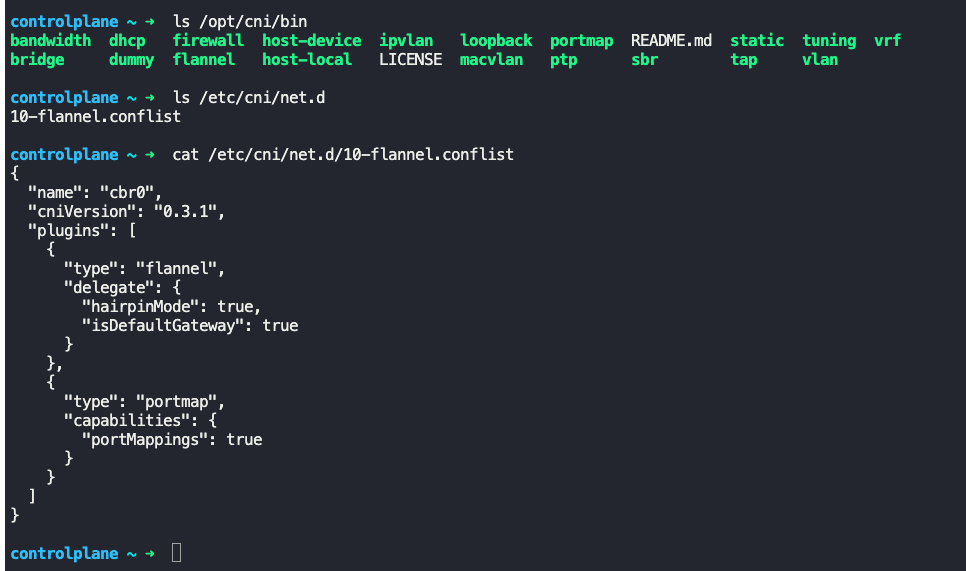 controlplane ~ ➜  ls /opt/cni/bin
bandwidth  dhcp   firewall  host-device  ipvlan   loopback  portmap  README.md  static  tuning  vrf
bridge     dummy  flannel   host-local   LICENSE  macvlan   ptp      sbr        tap     vlan
controlplane ~ ➜  ls /etc/cni/net.d
10-flannel.conflist
controlplane ~ ➜  cat /etc/cni/net.d/10-flannel.conflist
{
  "name": "cbr0",
  "cniVersion": "0.3.1",
  "plugins": [
    {
      "type": "flannel",
      "delegate": {
        "hairpinMode": true,
        "isDefaultGateway": true
      }
    },
    {
      "type": "portmap",
      "capabilities": {
        "portMappings": true
      }
    }
  ]
}
controlplane ~ ➜